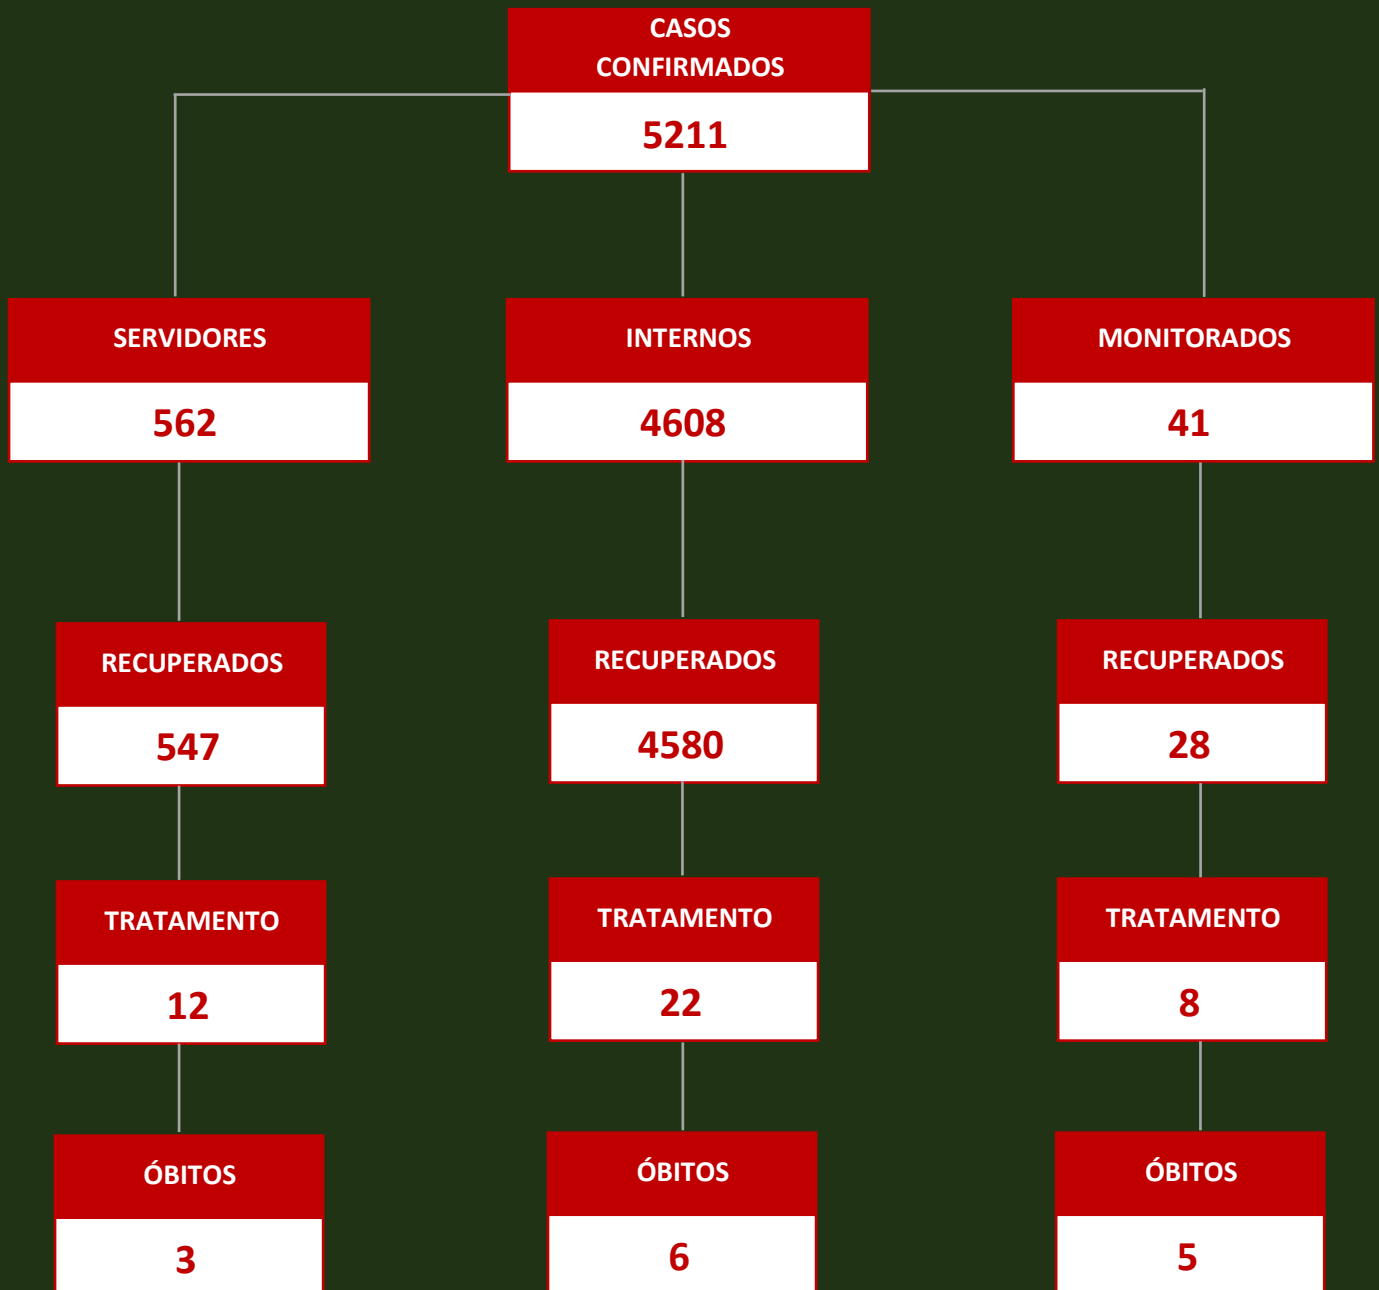 CASOS
CONFIRMADOS
5211
SERVIDORES
562
INTERNOS
4608
MONITORADOS
41
RECUPERADOS
547
RECUPERADOS
4580
RECUPERADOS
28
TRATAMENTO
12
TRATAMENTO
22
TRATAMENTO
8
ÓBITOS
3
ÓBITOS
6
ÓBITOS
5